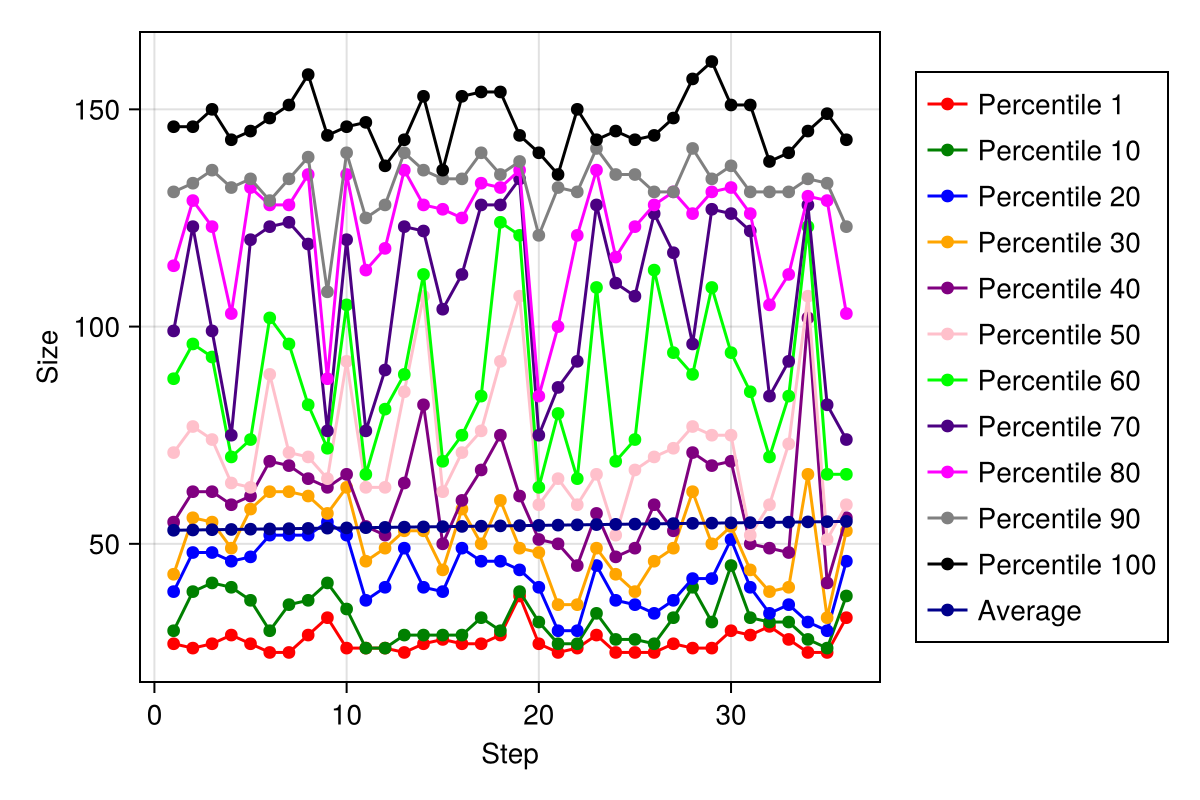 150
100
50
Size
0
10
20
30
Step
Percentile 1
Percentile 10
Percentile 20
Percentile 30
Percentile 40
Percentile 50
Percentile 60
Percentile 70
Percentile 80
Percentile 90
Percentile 100
Average